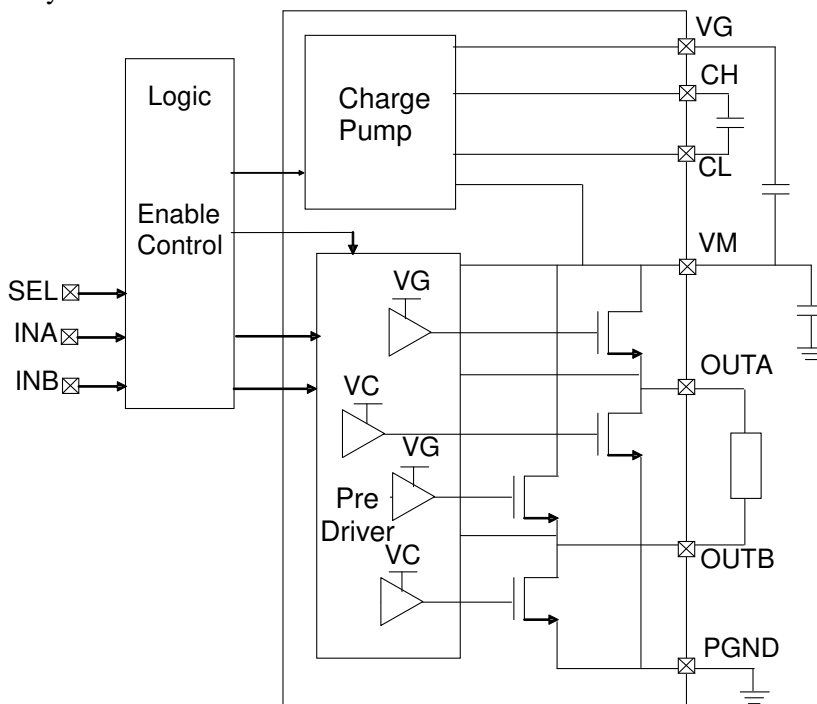 VG
CH
CL
Logic
Charge
Pump
Enable
Control
VM
SEL
INA
INB
VG
OUTA
VC
VG
Pre
Driver
VC
OUTB
PGND